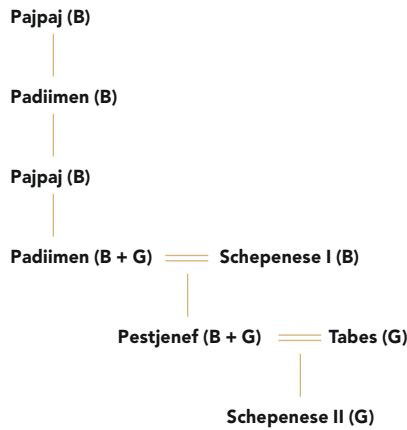 Pajpaj (B)
Padiimen (B)
Pajpaj (B)
Padiimen (B + G) Schepenese I (B)
Pestjenef (B + G) Tabes (G)
Schepenese II (G)